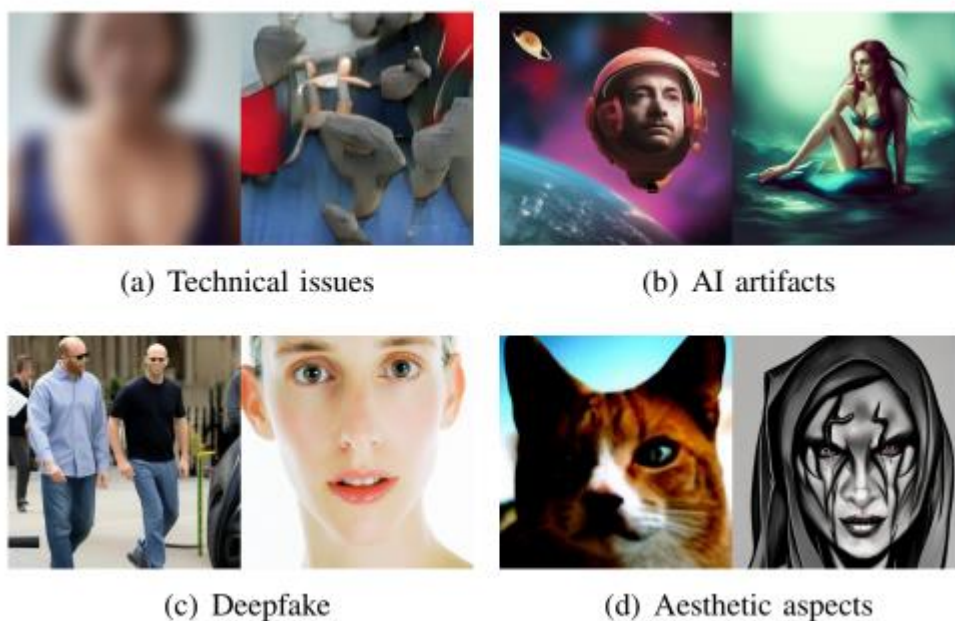 (a) Technical issues
(b) AI artifacts
(c) Deepfake
(d) Aesthetic aspects